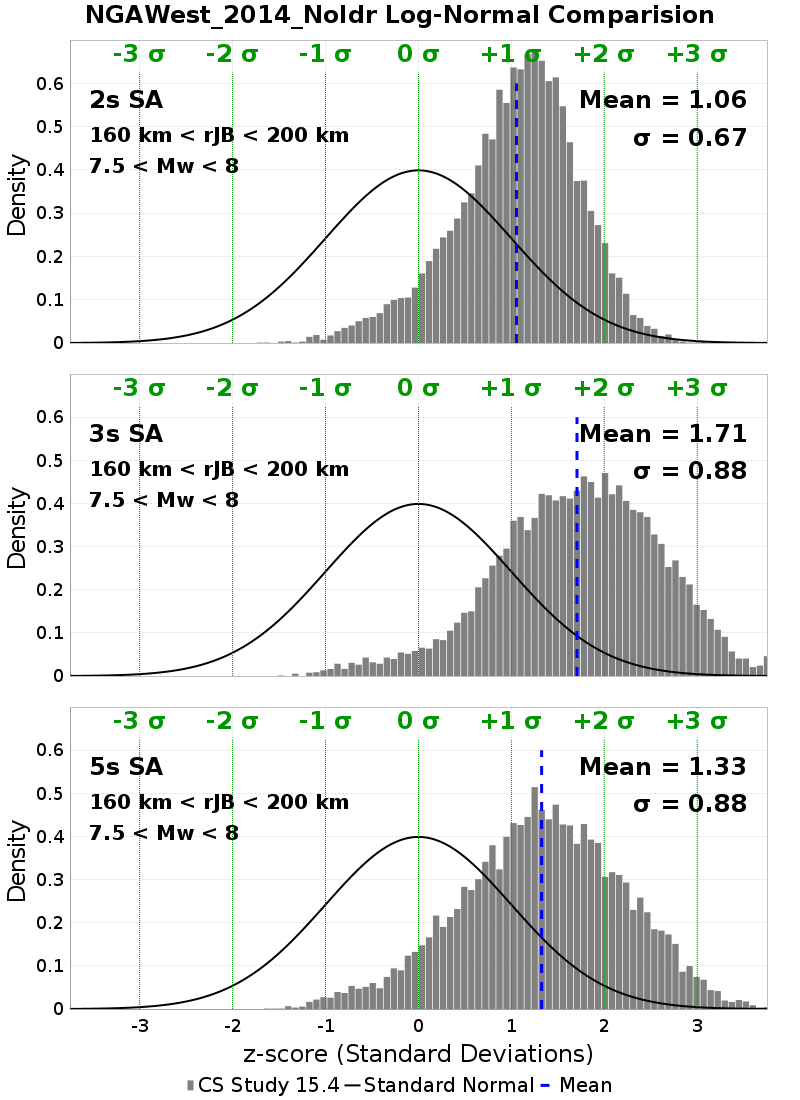 NGAWest_2014_NoIdr Log-Normal Comparision
-3 σ -2 σ -1 σ 0 σ +1 σ +2 σ +3 σ
2s SA Mean = 1.06
160 km < rJB < 200 km σ = 0.67
7.5 < Mw < 8
Density
0.6
0.5
0.4
0.3
0.2
0.1
0
-3 σ -2 σ -1 σ 0 σ +1 σ +2 σ +3 σ
3s SA Mean = 1.71
160 km < rJB < 200 km σ = 0.88
7.5 < Mw < 8
Density
0.6
0.5
0.4
0.3
0.2
0.1
0
-3 σ -2 σ -1 σ 0 σ +1 σ +2 σ +3 σ
5s SA Mean = 1.33
160 km < rJB < 200 km σ = 0.88
7.5 < Mw < 8
Density
0.6
0.5
0.4
0.3
0.2
0.1
0
-3 -2 -1 0 1 2 3
z-score (Standard Deviations)
CS Study 15.4 Standard Normal Mean